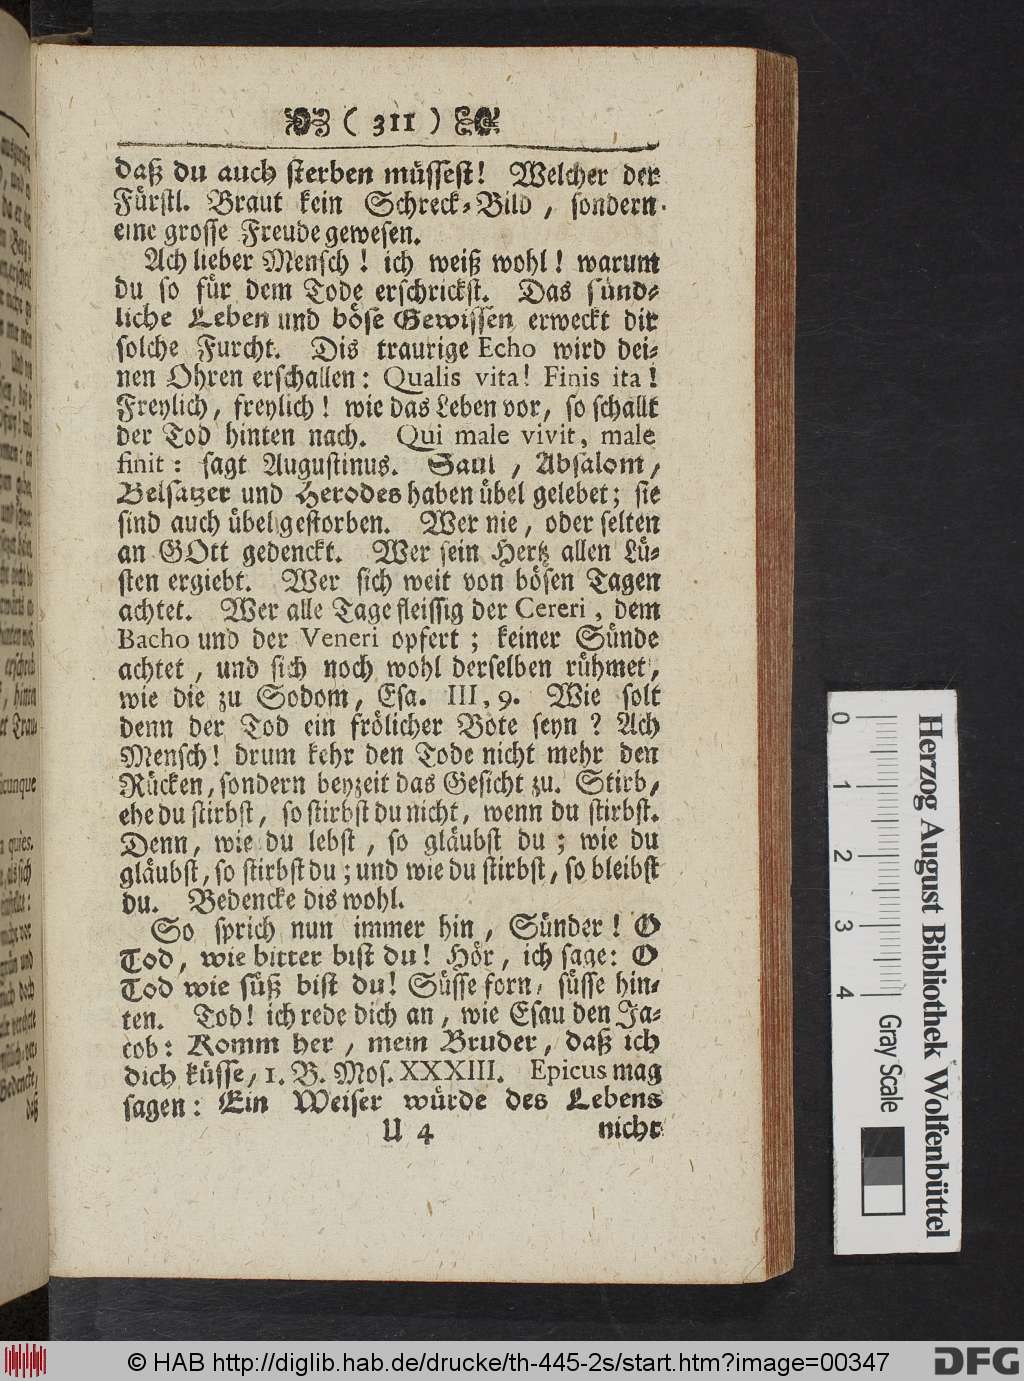 ( 311 )
daß du auch sterben müssest! Welcher der
Fürstl. Braut kein Schreck-Bild, sondern
eine grosse Freude gewesen.
Ach lieber Mensch! ich weiß wohl! warum
du so für dem Tode erschrickst. Das sünd-
liche Leben und böse Gewissen erweckt dir
solche Furcht. Dis traurige Echo wird dei-
nen Ohren erschallen: Qualis vita! Finis ita!
Freylich, freylich! wie das Leben vor, so schallt
der Tod hinten nach. Qui male vivit, male
finit: sagt Augustinus. Saul, Absalom,
Belsatzer und Herodes haben übel gelebet; sie
sind auch übel gestorben. Wer nie, oder selten
an GOtt gedenckt. Wer sein Hertz allen Lü-
sten ergiebt. Wer sich weit von bösen Tagen
achtet. Wer alle Tage fleissig der Cereri, dem
Bacho und der Veneri opfert; keiner Sünde
achtet, und sich noch wohl derselben rühmet,
wie die zu Sodom, Esa. III, 9. Wie solt
denn der Tod ein frölicher Bote seyn? Ach
Mensch! drum kehr den Tode nicht mehr den
Rücken, sondern beyzeit das Gesicht zu. Stirb,
ehe du stirbst, so stirbst du nicht, wenn du stirbst.
Denn, wie du lebst, so gläubst du; wie du
gläubst, so stirbst du; und wie du stirbst, so bleibst
du. Bedencke dis wohl.
So sprich nun immer hin, Sünder! O
Tod, wie bitter bist du! Hör, ich sage: O
Tod wie süß bist du! Süsse forn, süsse hin-
ten. Tod! ich rede dich an, wie Esau den Ja-
cob: Komm her, mein Bruder, daß ich
dich küsse, 1. B. Mos. XXXIII. Epicus mag
sagen: Ein Weiser würde des Lebens
U 4 nicht
Herzog August Bibliothek Wolfenbüttel
0 1 2 3 4 Gray Scale
© HAB http://diglib.hab.de/drucke/th-445-2s/start.htm?image=00347
DFG